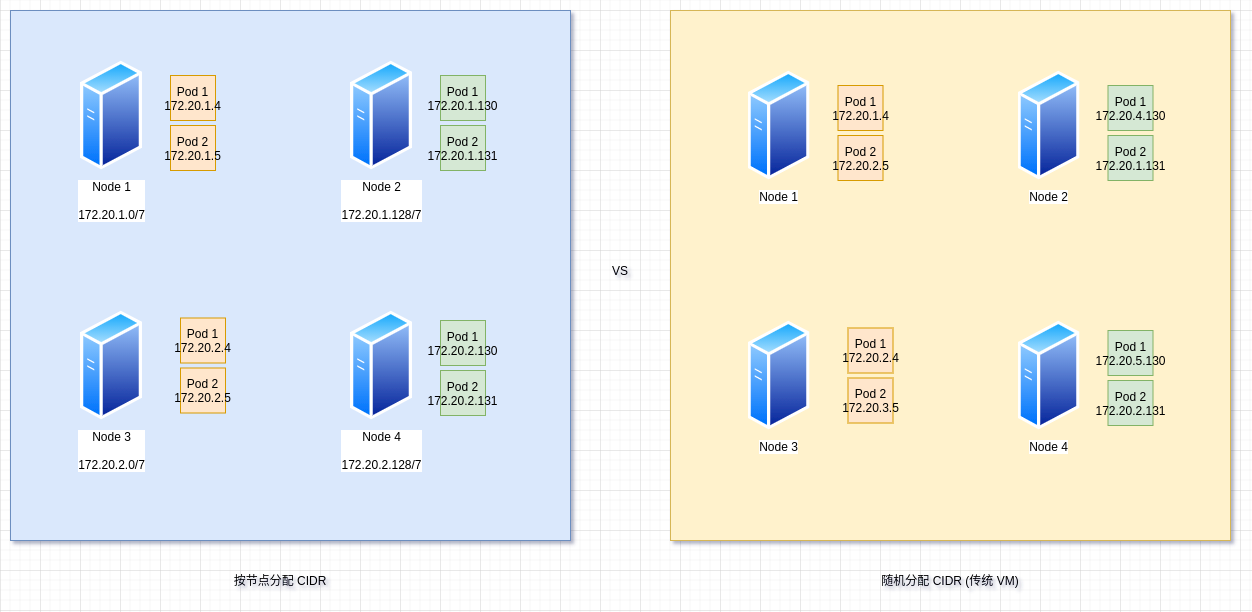 Pod 1
172.20.1.4
Pod 2
172.20.1.5
Node 1
172.20.1.0/7
Pod 1
172.20.1.130
Pod 2
172.20.1.131
Node 2
172.20.1.128/7
Pod 1
172.20.2.4
Pod 2
172.20.2.5
Node 3
172.20.2.0/7
Pod 1
172.20.2.130
Pod 2
172.20.2.131
Node 4
172.20.2.128/7
按节点分配 CIDR
VS
Pod 1
172.20.1.4
Pod 2
172.20.2.5
Node 1
Pod 1
172.20.4.130
Pod 2
172.20.1.131
Node 2
Pod 1
172.20.2.4
Pod 2
172.20.3.5
Node 3
Pod 1
172.20.5.130
Pod 2
172.20.2.131
Node 4
随机分配 CIDR (传统 VM)